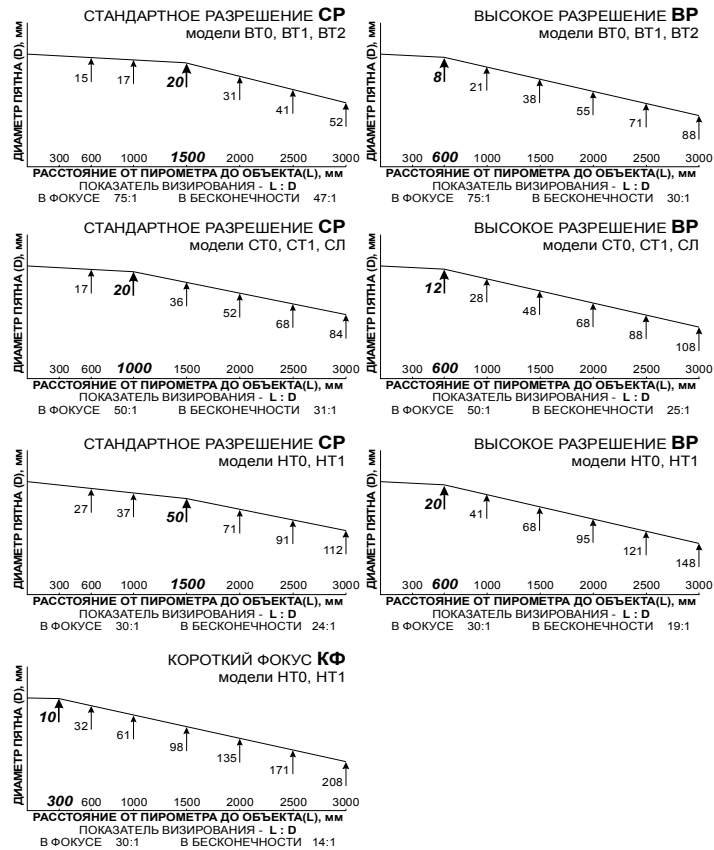 СТАНДАРТНОЕ РАЗРЕШЕНИЕ СР
модели ВТ0, ВТ1, ВТ2
ДИАМЕТР ПЯТНА (D), мм
15 17 20 31 41 52
300 600 1000 1500 2000 2500 3000
РАССТОЯНИЕ ОТ ПИРОМЕТРА ДО ОБЪЕКТА(L), мм
ПОКАЗАТЕЛЬ ВИЗИРОВАНИЯ - L : D
В ФОКУСЕ 75:1 В БЕСКОНЕЧНОСТИ 47:1
ВЫСОКОЕ РАЗРЕШЕНИЕ ВР
модели ВТ0, ВТ1, ВТ2
ДИАМЕТР ПЯТНА (D), мм
8 21 38 55 71 88
300 600 1000 1500 2000 2500 3000
РАССТОЯНИЕ ОТ ПИРОМЕТРА ДО ОБЪЕКТА(L), мм
ПОКАЗАТЕЛЬ ВИЗИРОВАНИЯ - L : D
В ФОКУСЕ 75:1 В БЕСКОНЕЧНОСТИ 30:1
СТАНДАРТНОЕ РАЗРЕШЕНИЕ СР
модели СТ0, СТ1, СЛ
ДИАМЕТР ПЯТНА (D), мм
17 20 36 52 68 84
300 600 1000 1500 2000 2500 3000
РАССТОЯНИЕ ОТ ПИРОМЕТРА ДО ОБЪЕКТА(L), мм
ПОКАЗАТЕЛЬ ВИЗИРОВАНИЯ - L : D
В ФОКУСЕ 50:1 В БЕСКОНЕЧНОСТИ 31:1
ВЫСОКОЕ РАЗРЕШЕНИЕ ВР
модели СТ0, СТ1, СЛ
ДИАМЕТР ПЯТНА (D), мм
12 28 48 68 88 108
300 600 1000 1500 2000 2500 3000
РАССТОЯНИЕ ОТ ПИРОМЕТРА ДО ОБЪЕКТА(L), мм
ПОКАЗАТЕЛЬ ВИЗИРОВАНИЯ - L : D
В ФОКУСЕ 50:1 В БЕСКОНЕЧНОСТИ 25:1
СТАНДАРТНОЕ РАЗРЕШЕНИЕ СР
модели НТ0, НТ1
ДИАМЕТР ПЯТНА (D), мм
27 37 50 71 91 112
300 600 1000 1500 2000 2500 3000
РАССТОЯНИЕ ОТ ПИРОМЕТРА ДО ОБЪЕКТА(L), мм
ПОКАЗАТЕЛЬ ВИЗИРОВАНИЯ - L : D
В ФОКУСЕ 30:1 В БЕСКОНЕЧНОСТИ 24:1
ВЫСОКОЕ РАЗРЕШЕНИЕ ВР
модели НТ0, НТ1
ДИАМЕТР ПЯТНА (D), мм
20 41 68 95 121 148
300 600 1000 1500 2000 2500 3000
РАССТОЯНИЕ ОТ ПИРОМЕТРА ДО ОБЪЕКТА(L), мм
ПОКАЗАТЕЛЬ ВИЗИРОВАНИЯ - L : D
В ФОКУСЕ 30:1 В БЕСКОНЕЧНОСТИ 19:1
КОРОТКИЙ ФОКУС КФ
модели НТ0, НТ1
ДИАМЕТР ПЯТНА (D), мм
10 32 61 98 135 171 208
300 600 1000 1500 2000 2500 3000
РАССТОЯНИЕ ОТ ПИРОМЕТРА ДО ОБЪЕКТА(L), мм
ПОКАЗАТЕЛЬ ВИЗИРОВАНИЯ - L : D
В ФОКУСЕ 30:1 В БЕСКОНЕЧНОСТИ 14:1